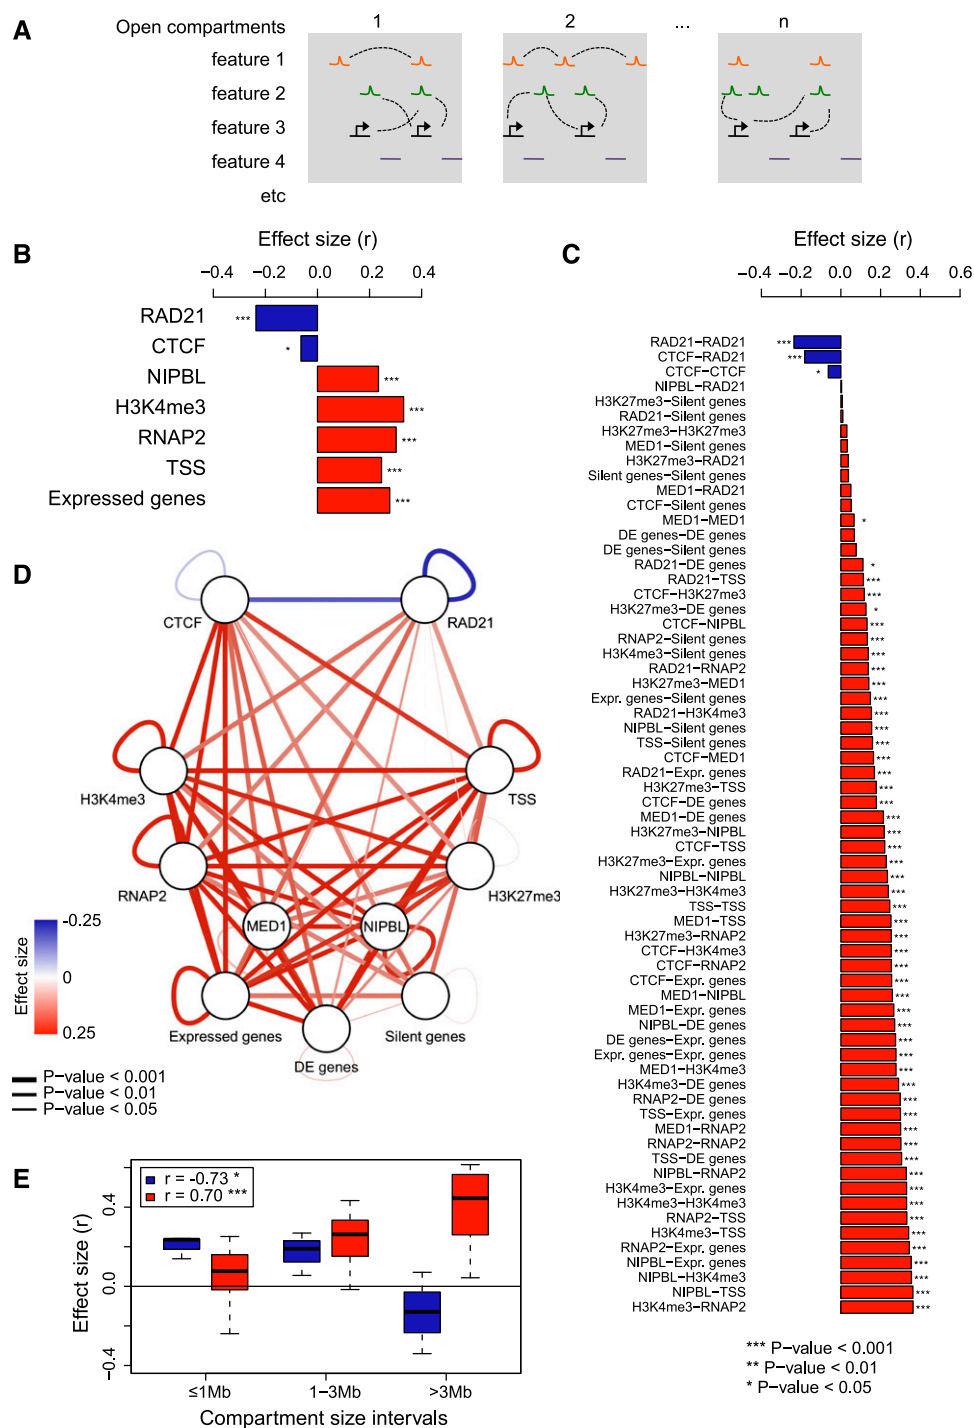 A
Open compartments
1
2
...
n
feature 1
feature 2
feature 3
feature 4
etc
B
Effect size (r)
−0.4
0.0
0.2
0.4
RAD21
***
CTCF
*
NIPBL
***
H3K4me3
***
RNAP2
***
TSS
***
Expressed genes
***
C
Effect size (r)
−0.4
−0.2
0.0
0.2
0.4
0.6
RAD21−RAD21
***
CTCF−RAD21
***
CTCF−CTCF
*
NIPBL−RAD21
H3K27me3−Silent genes
RAD21−Silent genes
H3K27me3−H3K27me3
MED1−Silent genes
H3K27me3−RAD21
Silent genes−Silent genes
MED1−RAD21
CTCF−Silent genes
MED1−MED1
*
DE genes−DE genes
DE genes−Silent genes
RAD21−DE genes
*
RAD21−TSS
***
CTCF−H3K27me3
***
H3K27me3−DE genes
*
CTCF−NIPBL
***
RNAP2−Silent genes
***
H3K4me3−Silent genes
***
RAD21−RNAP2
***
H3K27me3−MED1
***
Expr. genes−Silent genes
***
RAD21−H3K4me3
***
NIPBL−Silent genes
***
TSS−Silent genes
***
CTCF−MED1
***
RAD21−Expr. genes
***
H3K27me3−TSS
***
CTCF−DE genes
***
MED1−DE genes
***
H3K27me3−NIPBL
***
CTCF−TSS
***
H3K27me3−Expr. genes
***
NIPBL−NIPBL
***
H3K27me3−H3K4me3
***
TSS−TSS
***
MED1−TSS
***
H3K27me3−RNAP2
***
CTCF−H3K4me3
***
CTCF−RNAP2
***
CTCF−Expr. genes
***
MED1−NIPBL
***
MED1−Expr. genes
***
NIPBL−DE genes
***
DE genes−Expr. genes
***
Expr. genes−Expr. genes
***
MED1−H3K4me3
***
H3K4me3−DE genes
***
RNAP2−DE genes
***
TSS−Expr. genes
***
MED1−RNAP2
***
RNAP2−RNAP2
***
TSS−DE genes
***
NIPBL−RNAP2
***
H3K4me3−Expr. genes
***
H3K4me3−H3K4me3
***
RNAP2−TSS
***
H3K4me3−TSS
***
RNAP2−Expr. genes
***
NIPBL−Expr. genes
***
NIPBL−H3K4me3
***
NIPBL−TSS
***
H3K4me3−RNAP2
***
*** P−value < 0.001
** P−value < 0.01
* P−value < 0.05
D
CTCF
RAD21
H3K4me3
TSS
RNAP2
H3K27me3
MED1
NIPBL
Expressed genes
Silent genes
DE genes
Effect size
-0.25
0
0.25
P-value < 0.001
P-value < 0.01
P-value < 0.05
E
r = -0.73 *
r = 0.70 ***
Effect size (r)
0.4
0.0
−0.4
≤1Mb
1−3Mb
>3Mb
Compartment size intervals